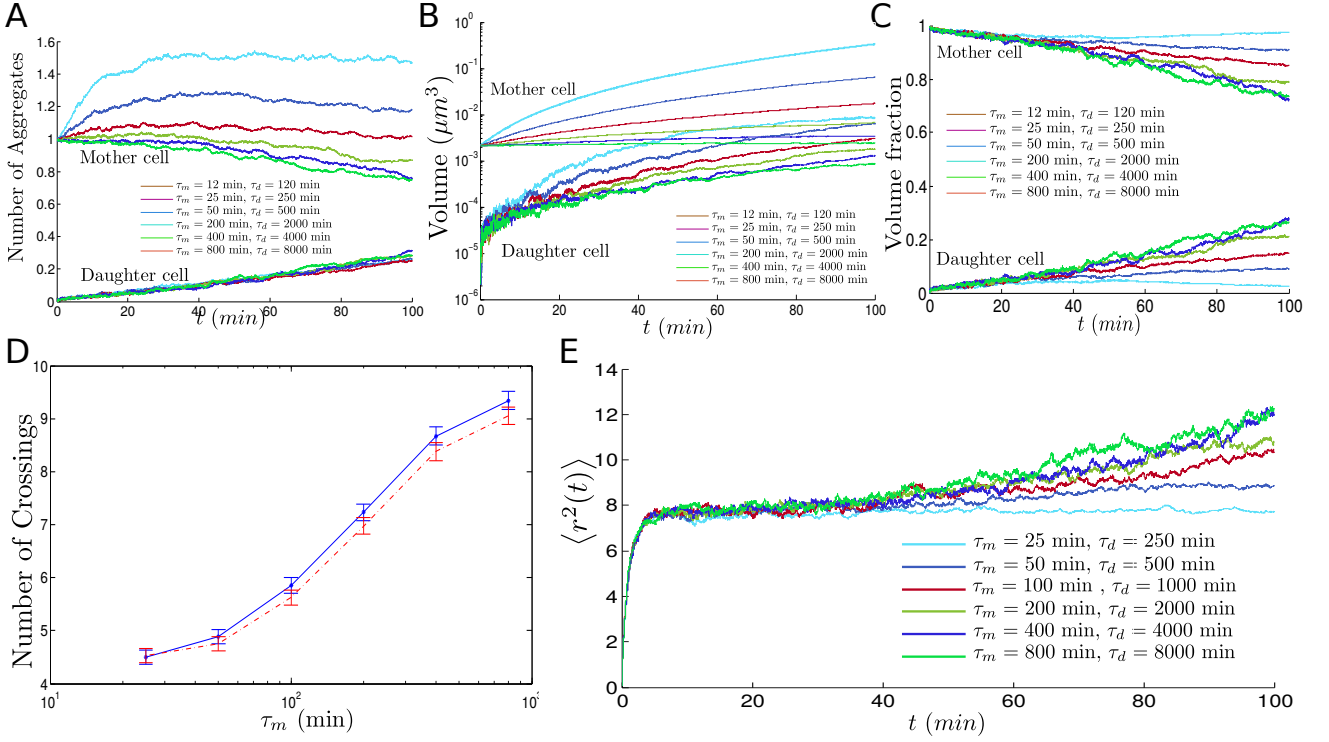 A
Number of Aggregates
1.6
1.4
1.2
1
0.8
0.6
0.4
0.2
0
Mother cell
τm = 12 min, τd = 120 min
τm = 25 min, τd = 250 min
τm = 50 min, τd = 500 min
τm = 200 min, τd = 2000 min
τm = 400 min, τd = 4000 min
τm = 800 min, τd = 8000 min
Daughter cell
0 20 40 60 80 100
t (min)
B
Volume (μm³)
10⁰
10⁻¹
10⁻²
10⁻³
10⁻⁴
10⁻⁵
10⁻⁶
Mother cell
τm = 12 min, τd = 120 min
τm = 25 min, τd = 250 min
τm = 50 min, τd = 500 min
τm = 200 min, τd = 2000 min
τm = 400 min, τd = 4000 min
τm = 800 min, τd = 8000 min
Daughter cell
0 20 40 60 80 100
t (min)
C
Volume fraction
1
0.8
0.6
0.4
0.2
0
Mother cell
τm = 12 min, τd = 120 min
τm = 25 min, τd = 250 min
τm = 50 min, τd = 500 min
τm = 200 min, τd = 2000 min
τm = 400 min, τd = 4000 min
τm = 800 min, τd = 8000 min
Daughter cell
0 20 40 60 80 100
t (min)
D
Number of Crossings
10
9
8
7
6
5
4
10¹ 10² 10
τm (min)
E
⟨r²(t)⟩
14
12
10
8
6
4
2
0
τm = 25 min, τd = 250 min
τm = 50 min, τd = 500 min
τm = 100 min , τd = 1000 min
τm = 200 min, τd = 2000 min
τm = 400 min, τd = 4000 min
τm = 800 min, τd = 8000 min
0 20 40 60 80 100
t (min)